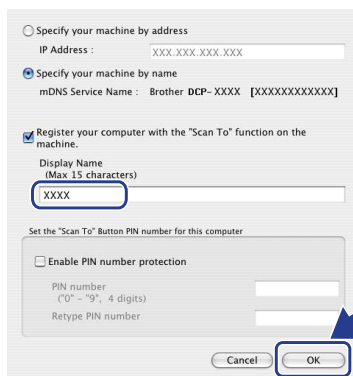 Specify your machine by address
IP Address : XXX.XXX.XXX.XXX
Specify your machine by name
mDNS Service Name : Brother DCP-XXXX [XXXXXXXXXXXX]
Register your computer with the "Scan To" function on the
machine.
Display Name
(Max 15 characters)
XXXX
Set the "Scan To" Button PIN number for this computer
Enable PIN number protection
PIN number
("0" - "9", 4 digits)
Retype PIN number
Cancel OK